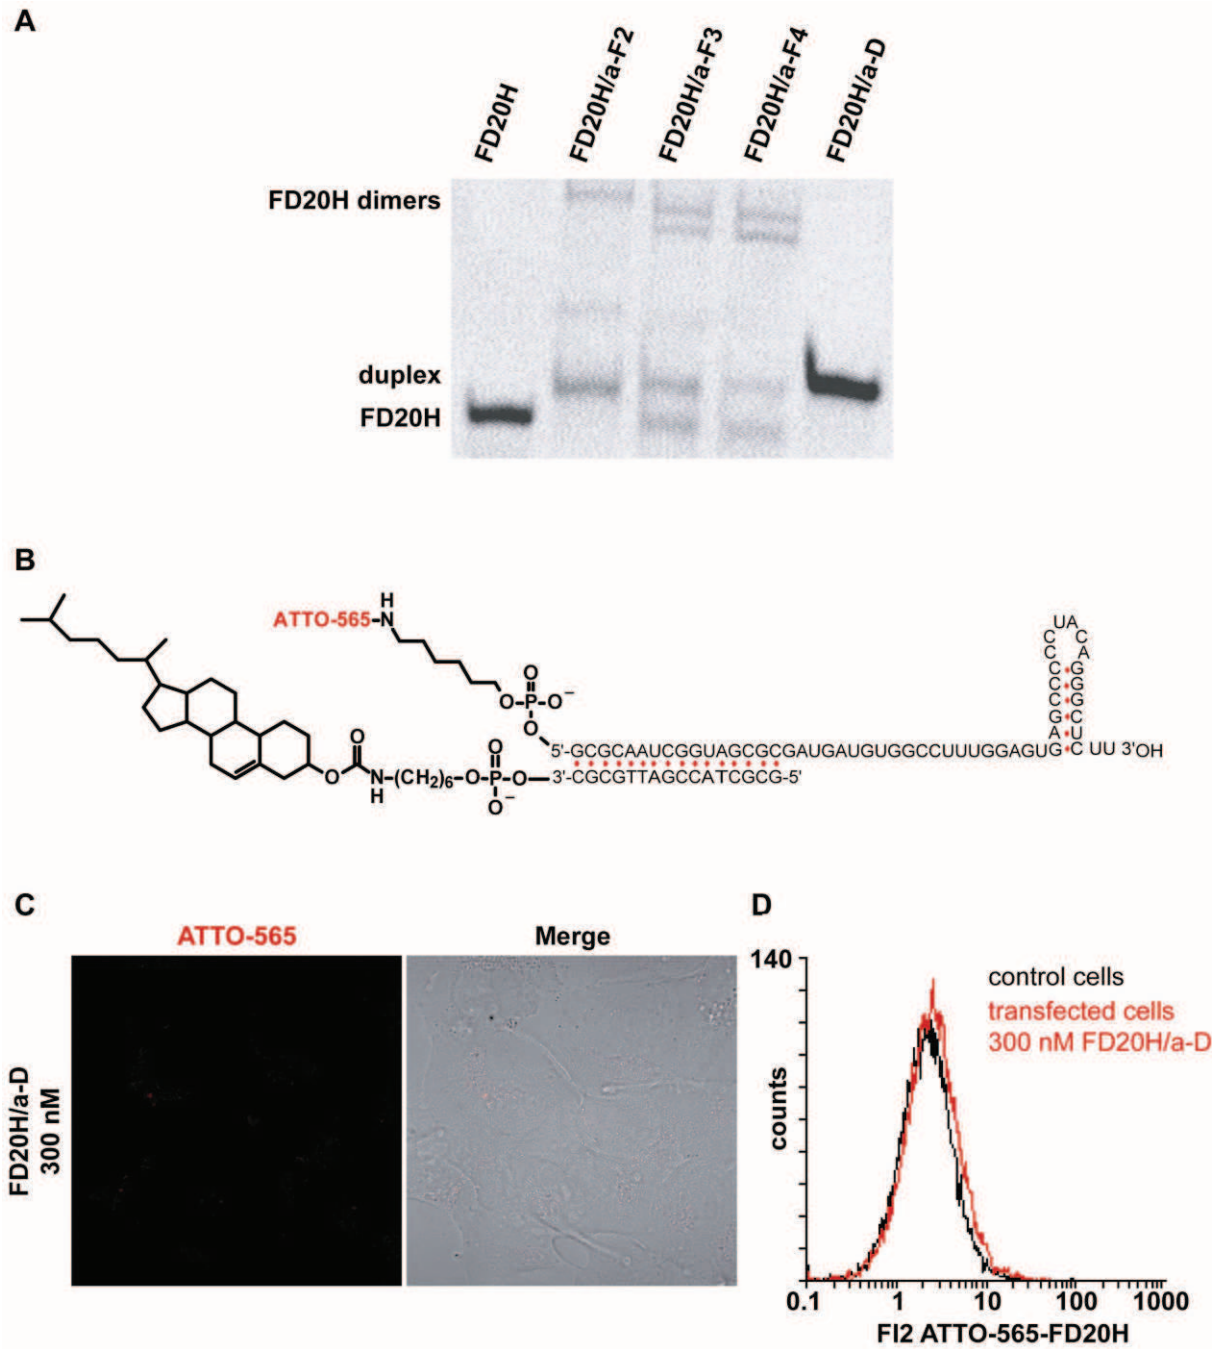 A
FD20H
FD20H/a-F2
FD20H/a-F3
FD20H/a-F4
FD20H/a-D
FD20H dimers
duplex
FD20H
B
ATTO-565
H
N
O
O-P-O−
O
O
O
N
H
(CH2)6
O
O-P-O
O−
UA
C C
C A
C G
C G
C G
G C
A U
5'-GCGCAAUCGGUAGCGCGAUGAUGUGGCCUUUGGAGUG C UU 3'OH
3'-CGCGTTAGCCATCGCG-5'
C
ATTO-565
Merge
FD20H/a-D
300 nM
D
140
counts
control cells
transfected cells
300 nM FD20H/a-D
0.1 1 10 100 1000
Fl2 ATTO-565-FD20H